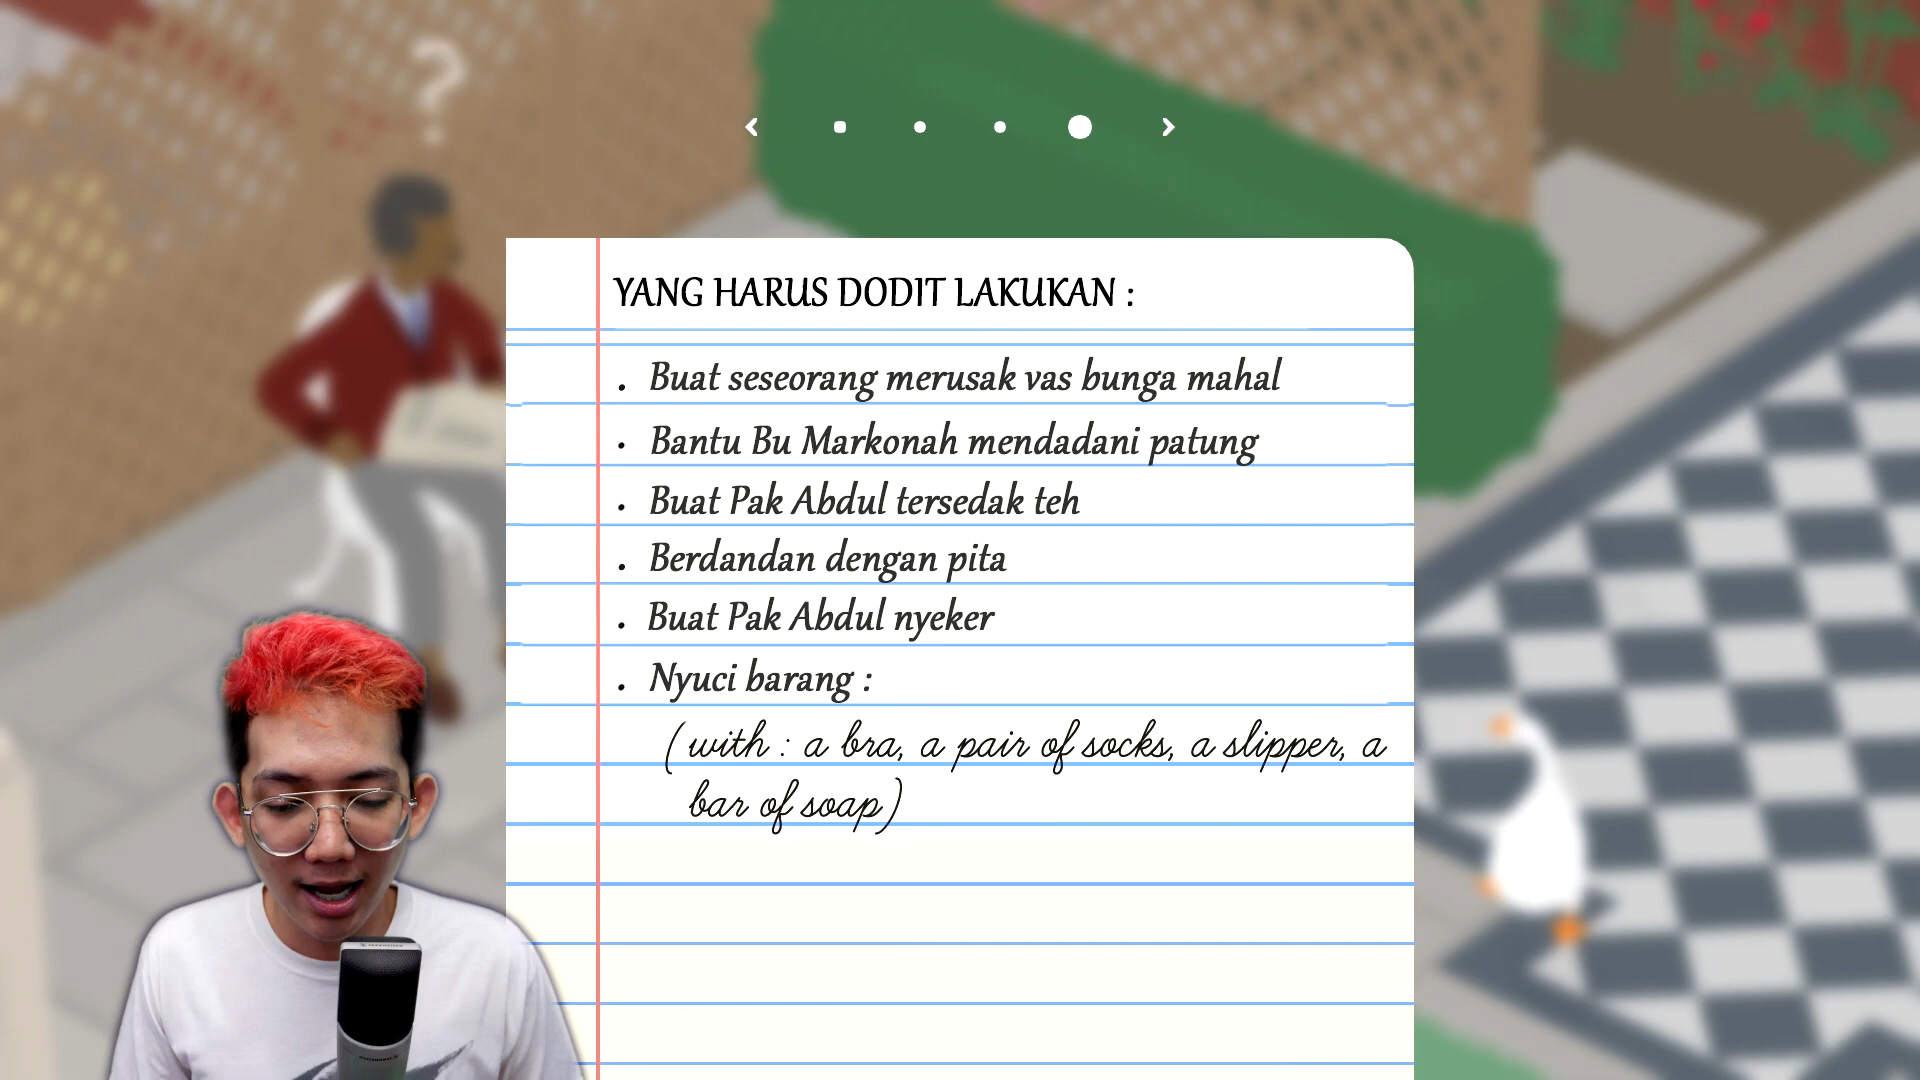 YANG HARUS DODIT LAKUKAN :
. Buat seseorang merusak vas bunga mahal
. Bantu Bu Markonah mendadani patung
. Buat Pak Abdul tersedak teh
. Berdandan dengan pita
. Buat Pak Abdul nyeker
. Nyuci barang :
(with : a bra, a pair of socks, a slipper, a
bar of soap)